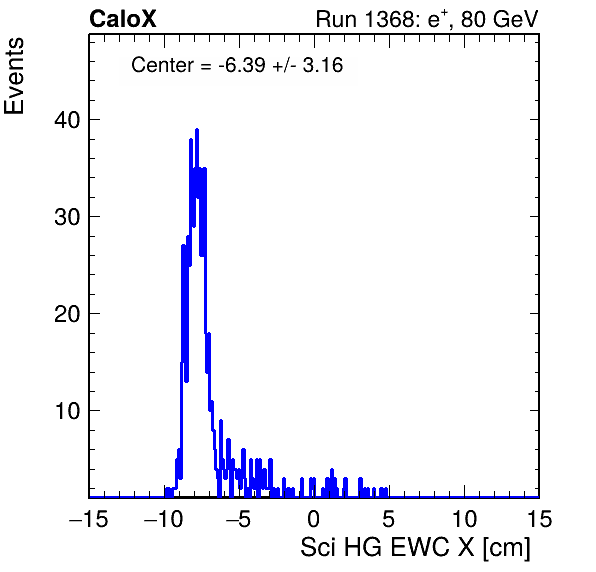 CaloX Run 1368: e⁺, 80 GeV
Center = -6.39 +/- 3.16
Events
40
30
20
10
−15 −10 −5 0 5 10 15
Sci HG EWC X [cm]